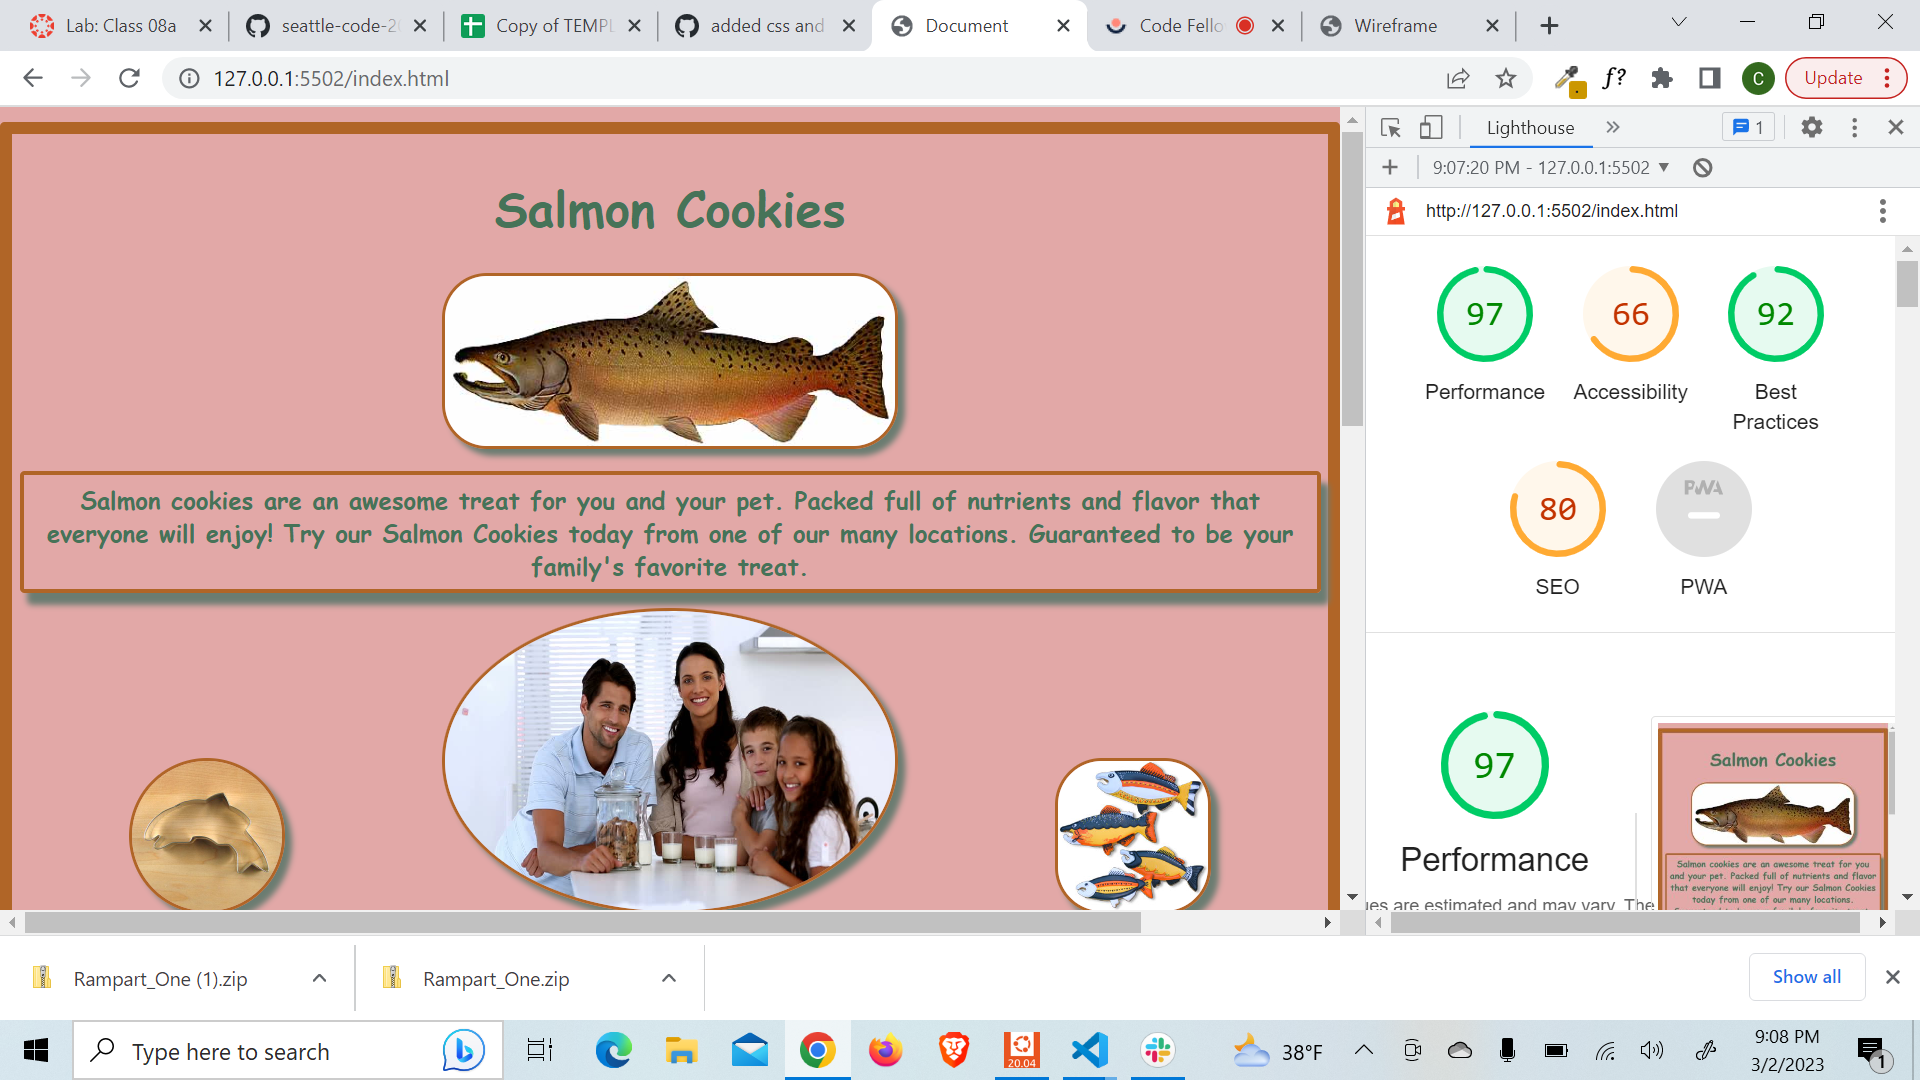 Lab: Class 08a
seattle-code-20
Copy of TEMPL
added css and
Document
Code Fello
Wireframe
127.0.0.1:5502/index.html
f?
C
Update
Lighthouse
1
9:07:20 PM - 127.0.0.1:5502
http://127.0.0.1:5502/index.html
Salmon Cookies
Salmon cookies are an awesome treat for you and your pet. Packed full of nutrients and flavor that
everyone will enjoy! Try our Salmon Cookies today from one of our many locations. Guaranteed to be your
family's favorite treat.
97
Performance
66
Accessibility
92
Best
Practices
80
SEO
PWA
PWA
97
Performance
ues are estimated and may vary. The
Salmon Cookies
Salmon cookies are an awesome treat for you
and your pet. Packed full of nutrients and flavor
that everyone will enjoy! Try our Salmon Cookies
today from one of our many locations.
Rampart_One (1).zip
Rampart_One.zip
Show all
Type here to search
20.04
38°F
9:08 PM
3/2/2023
1